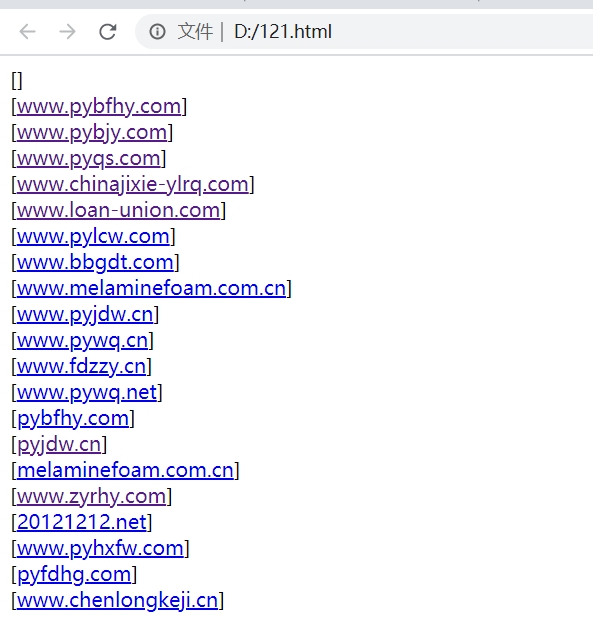 文件 | D:/121.html
[]
[www.pybfhy.com]
[www.pybjy.com]
[www.pyqs.com]
[www.chinajixie-ylrq.com]
[www.loan-union.com]
[www.pylcw.com]
[www.bbgdt.com]
[www.melaminefoam.com.cn]
[www.pyjdw.cn]
[www.pywq.cn]
[www.fdzzy.cn]
[www.pywq.net]
[pybfhy.com]
[pyjdw.cn]
[melaminefoam.com.cn]
[www.zyrhy.com]
[20121212.net]
[www.pyhxfw.com]
[pyfdhg.com]
[www.chenlongkeji.cn]